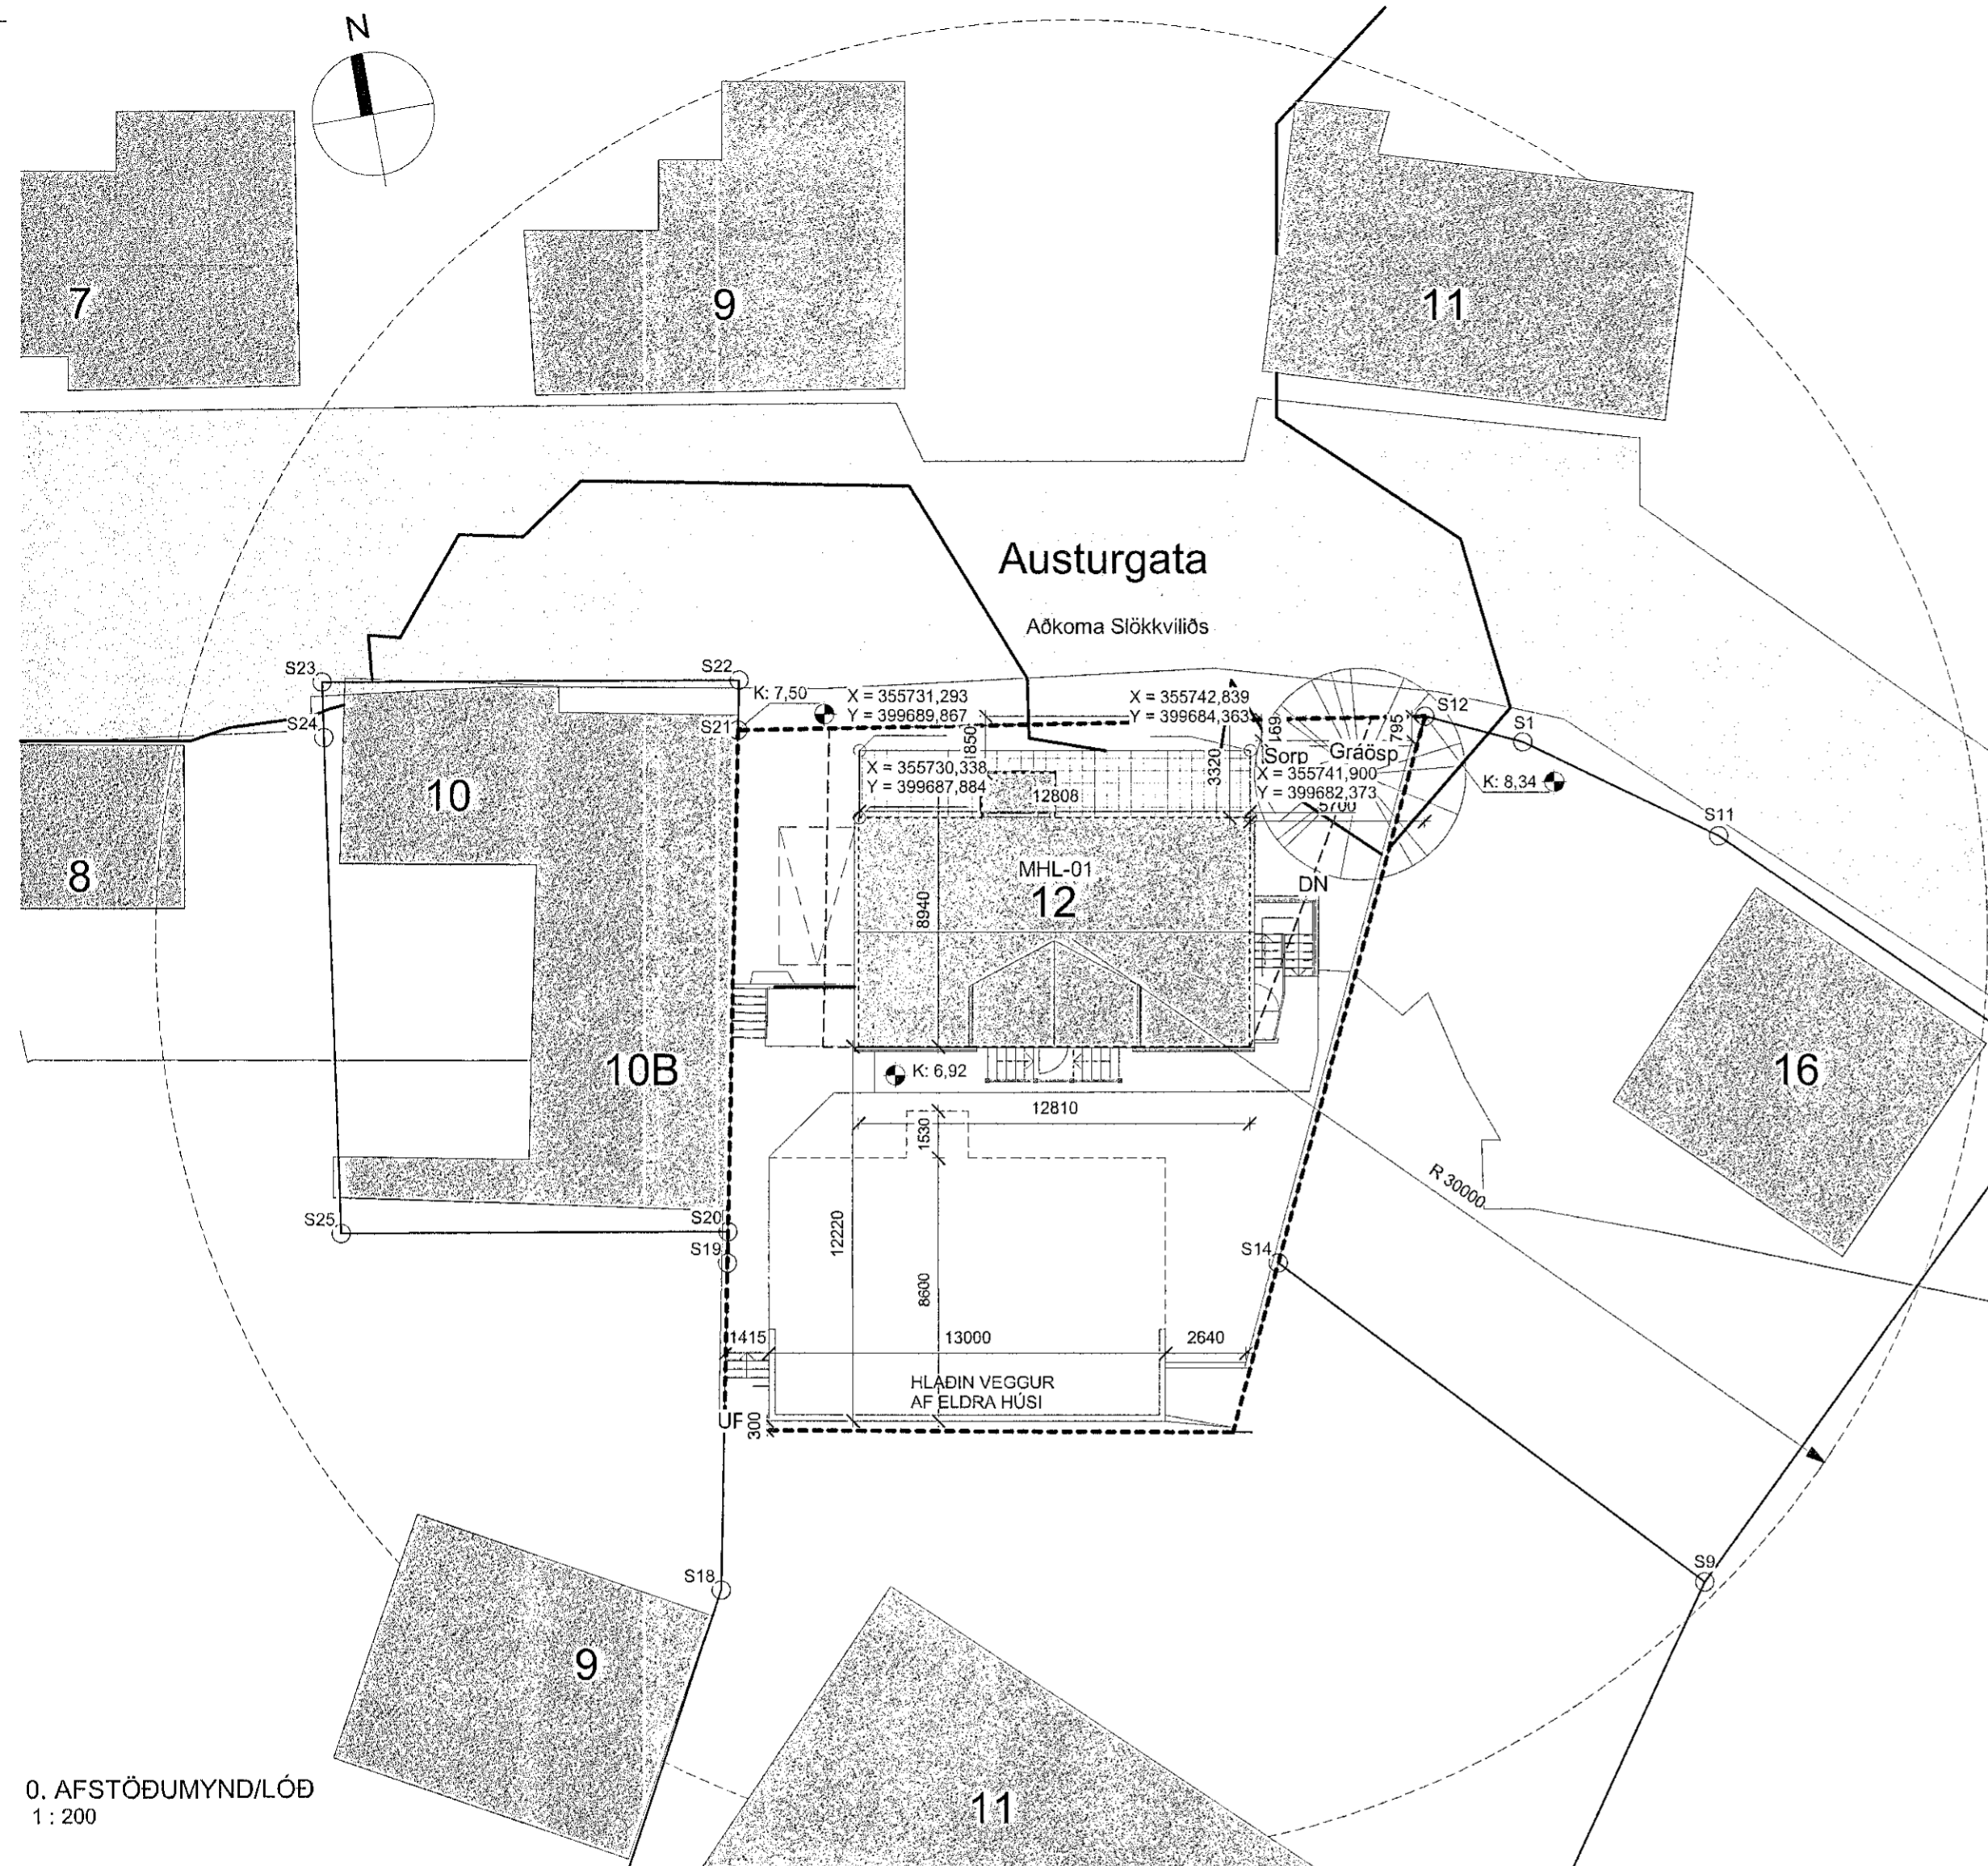 N
7
9
11
Austurgata
Aðkoma Slökkviliðs
S23
S22
S24
S21
K: 7,50
X = 355731,293
Y = 399689,867
X = 355742,839
Y = 399684,363
1691
795
S12
S1
1850
3320
Sorp
Gráösp
X = 355730,338
Y = 399687,884
X = 355741,900
Y = 399682,373
K: 8,34
12808
5700
S11
10
8
MHL-01
12
DN
8940
10B
K: 6,92
16
12810
1530
R 30000
12220
S25
S20
S19
S14
8600
1415
13000
2640
HLAÐIN VEGGUR
AF ELDRA HÚSI
UF
300
S18
S9
9
11
0. AFSTÖÐUMYND/LÓÐ
1 : 200